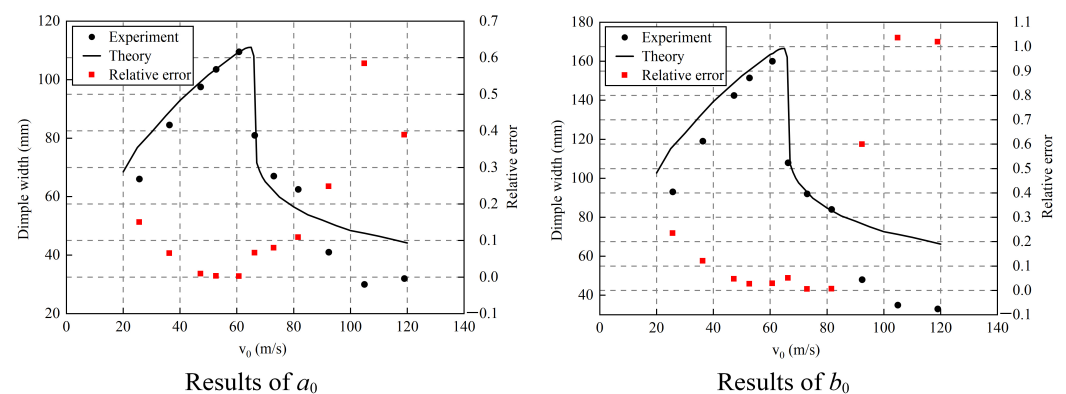 Experiment
Theory
Relative error
120
100
80
60
40
20
0.7
0.6
0.5
0.4
0.3
0.2
0.1
0.0
−0.1
0 20 40 60 80 100 120 140
Dimple width (mm)
Relative error
v0 (m/s)
Results of a0
Experiment
Theory
Relative error
180
160
140
120
100
80
60
40
1.1
1.0
0.9
0.8
0.7
0.6
0.5
0.4
0.3
0.2
0.1
0.0
−0.1
0 20 40 60 80 100 120 140
Dimple width (mm)
Relative error
v0 (m/s)
Results of b0